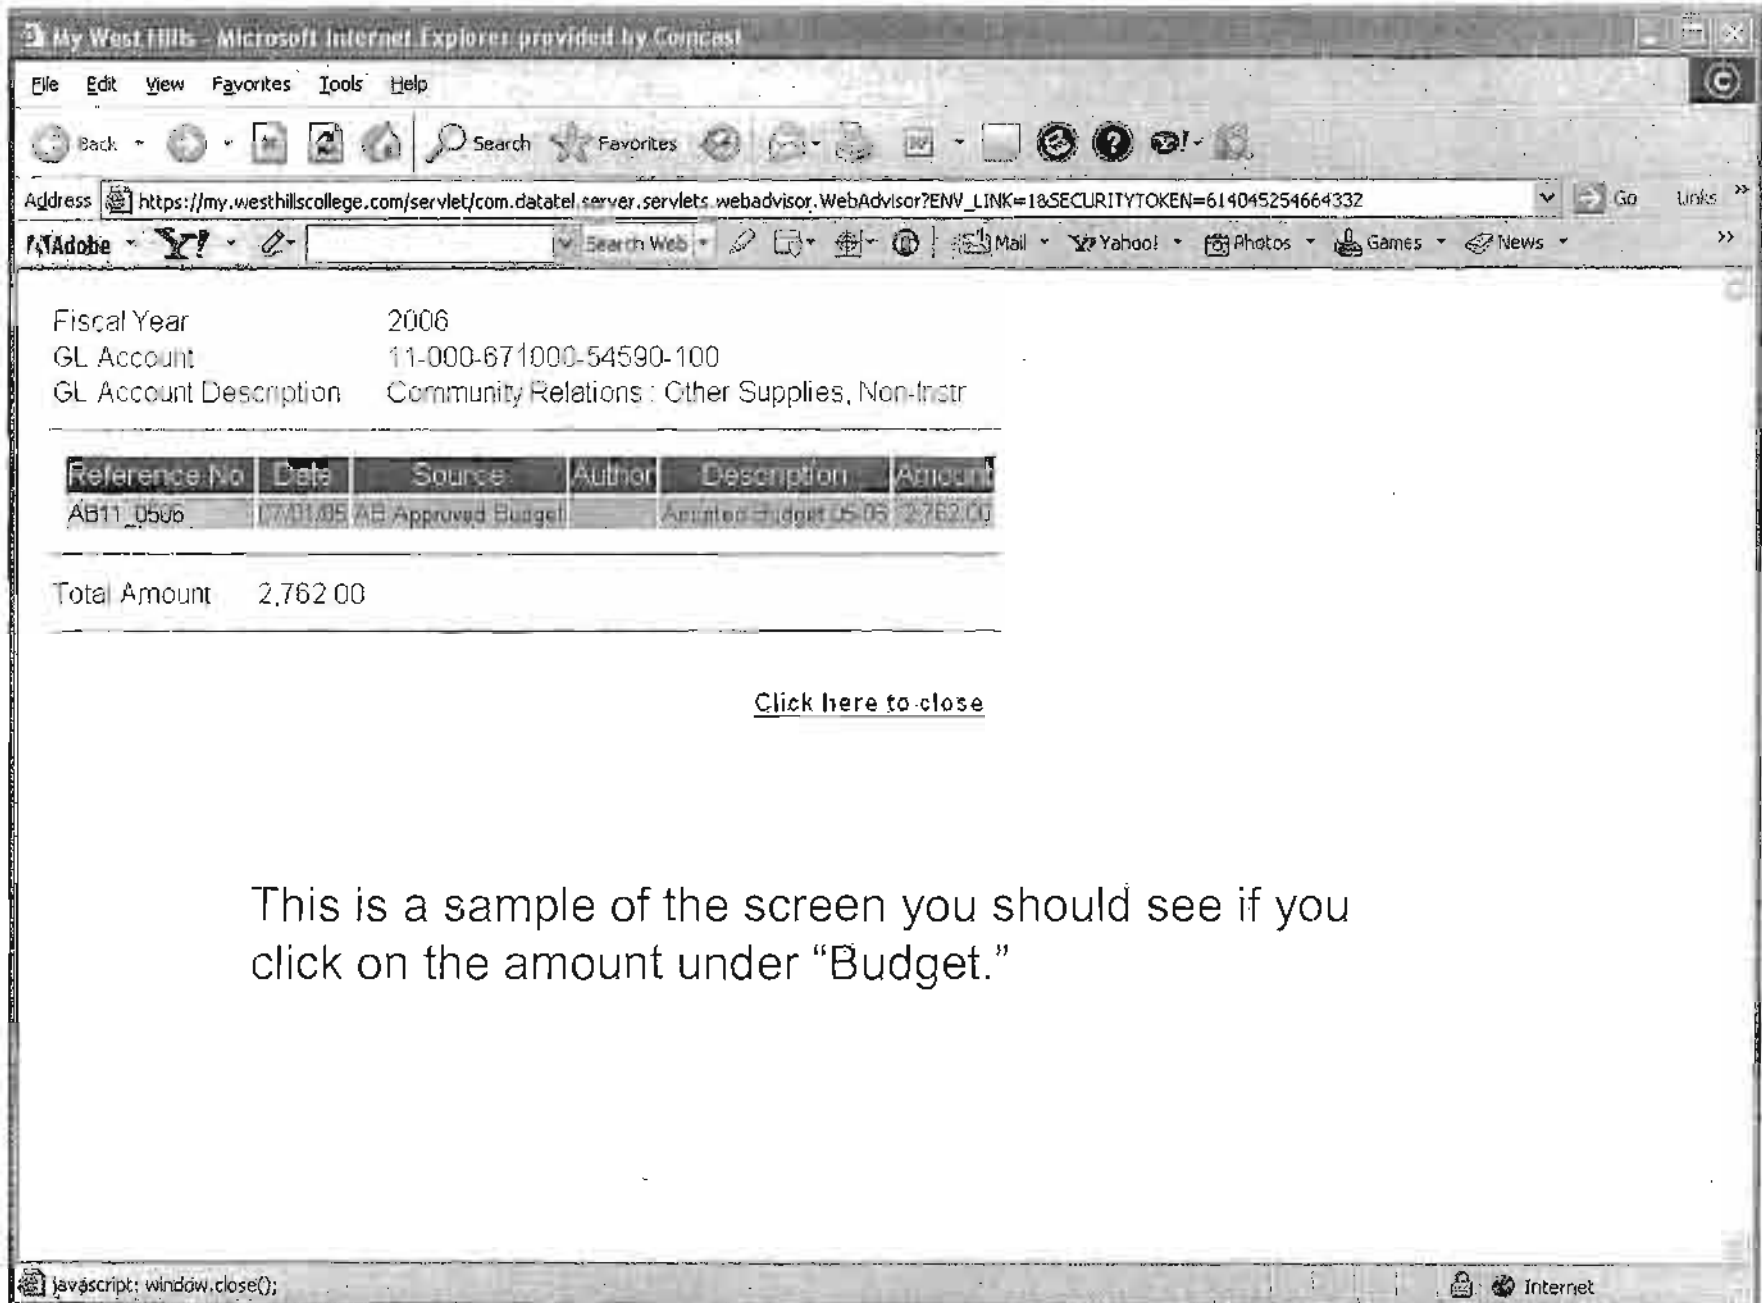 My West Hills - Microsoft Internet Explorer provided by Comcast
File Edit View Favorites Tools Help
Back Search Favorites
Address https://my.westhillscollege.com/servlet/com.datatel.server.servlets.webadvisor.WebAdvisor?ENV_LINK=1&SECURITYTOKEN=614045254664332 Go Links »
Adobe Y! Search Web Mail Yahoo! Photos Games News »
Fiscal Year 2006
GL Account 11-000-671000-54590-100
GL Account Description Community Relations : Other Supplies, Non-Instr
Reference No Date Source Author Description Amount
AB11_0506 07/01/05 AB Approved Budget Budget 05-06 2,762.00
Total Amount 2,762.00
Click here to close
This is a sample of the screen you should see if you
click on the amount under “Budget.”
javascript: window.close(); Internet